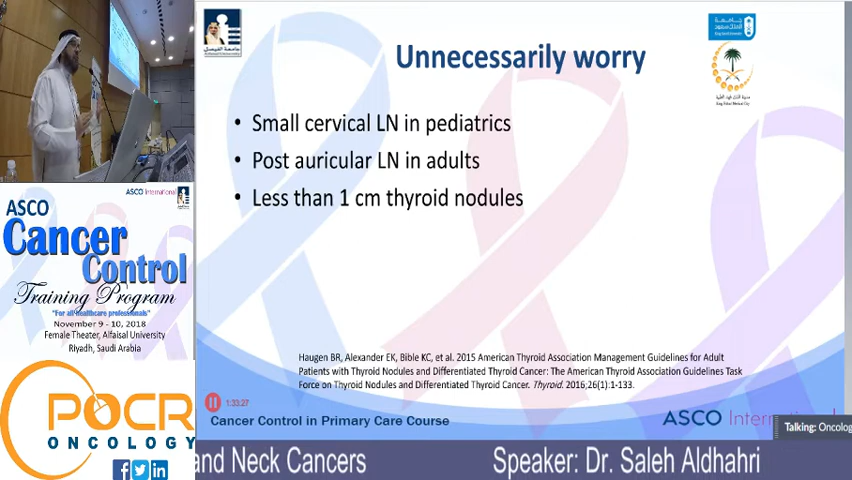 Unnecessarily worry
• Small cervical LN in pediatrics
• Post auricular LN in adults
• Less than 1 cm thyroid nodules
Haugen BR, Alexander EK, Bible KC, et al. 2015 American Thyroid Association Management Guidelines for Adult
Patients with Thyroid Nodules and Differentiated Thyroid Cancer: The American Thyroid Association Guidelines Task
Force on Thyroid Nodules and Differentiated Thyroid Cancer. Thyroid. 2016;26(1):1-133.
1:33:27
Cancer Control in Primary Care Course
ASCO International
Talking: Oncolog
ASCO International
ASCO
Cancer
Control
Training Program
"For all healthcare professionals"
November 9 - 10, 2018
Female Theater, Alfaisal University
Riyadh, Saudi Arabia
POCR
ONCOLOGY
and Neck Cancers
Speaker: Dr. Saleh Aldhahri